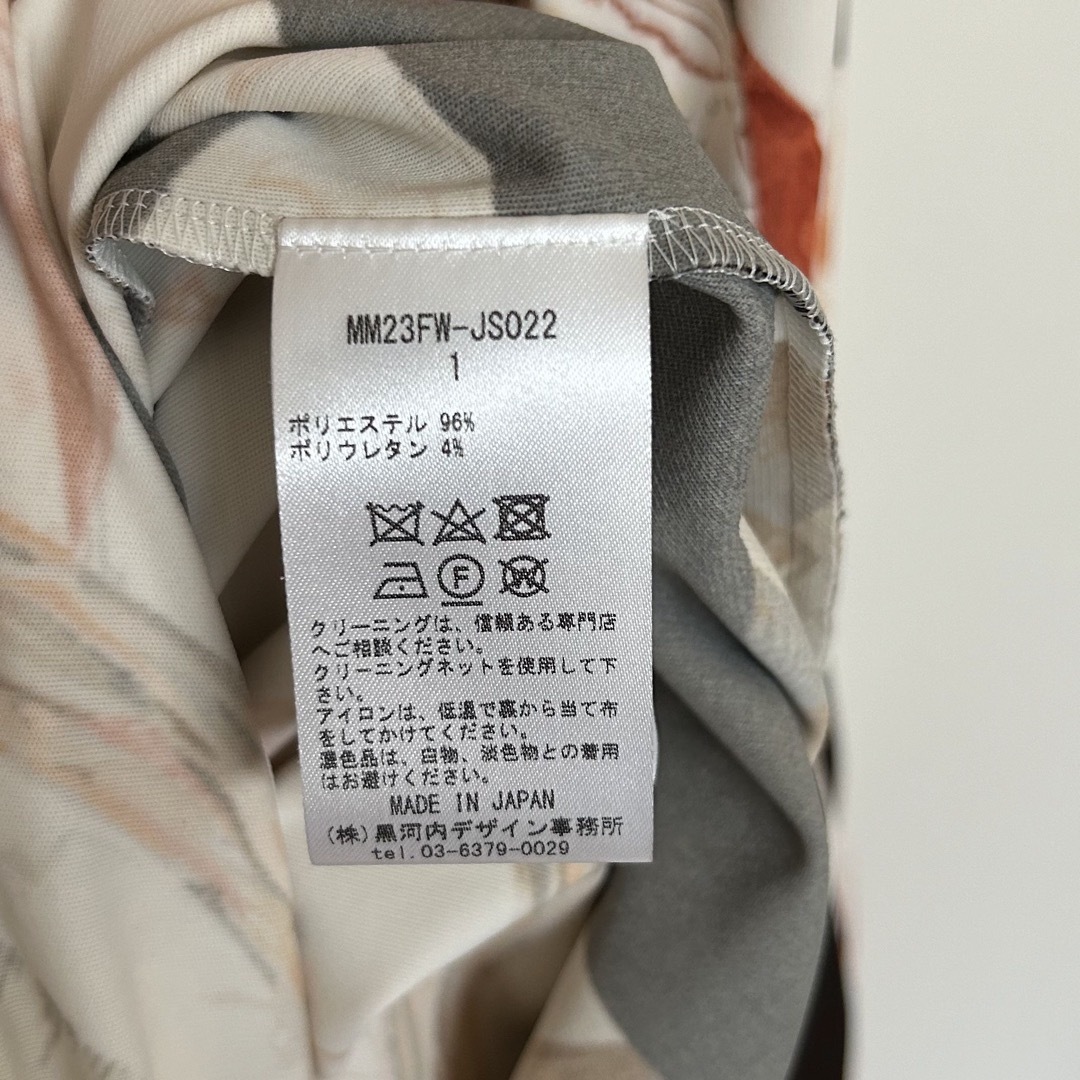 MM23FW-JS022
1
ポリエステル 96%
ポリウレタン 4%
F
W
クリーニングは、信頼ある専門店
へご相談ください。
クリーニングネットを使用して下
さい。
アイロンは、低温で裏から当て布
をしてかけてください。
濃色品は、白物、淡色物との着用
はお避けください。
MADE IN JAPAN
(株)黒河内デザイン事務所
tel.03-6379-0029